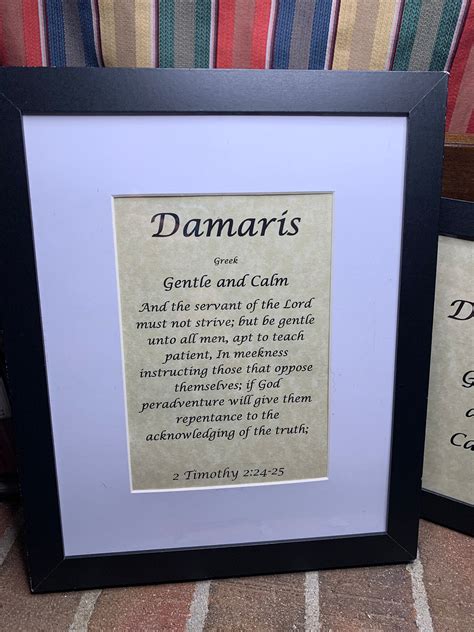 Damaris
Greek
Gentle and Calm
And the servant of the Lord
must not strive; but be gentle
unto all men, apt to teach
patient, In meekness
instructing those that oppose
themselves; if God
peradventure will give them
repentance to the
acknowledging of the truth;
2 Timothy 2:24-25
D
G
a
Ca